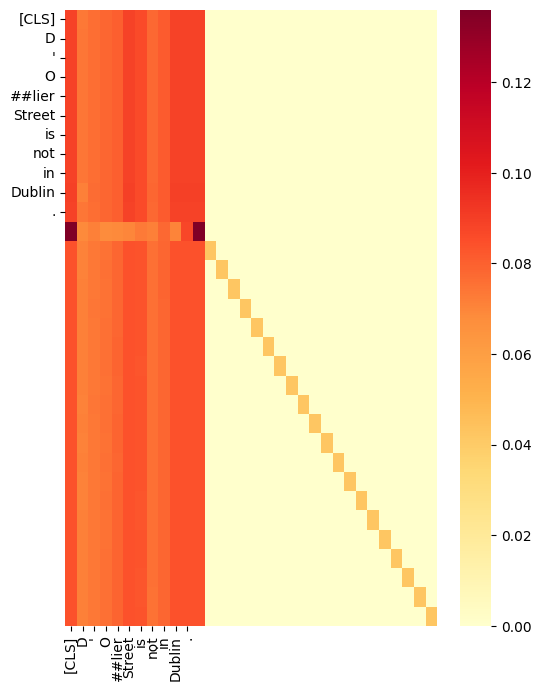 [CLS]
D
'
O
##lier
Street
is
not
in
Dublin
.
0.12
0.10
0.08
0.06
0.04
0.02
0.00
[CLS]
D
'
O
##lier
Street
is
not
in
Dublin
.